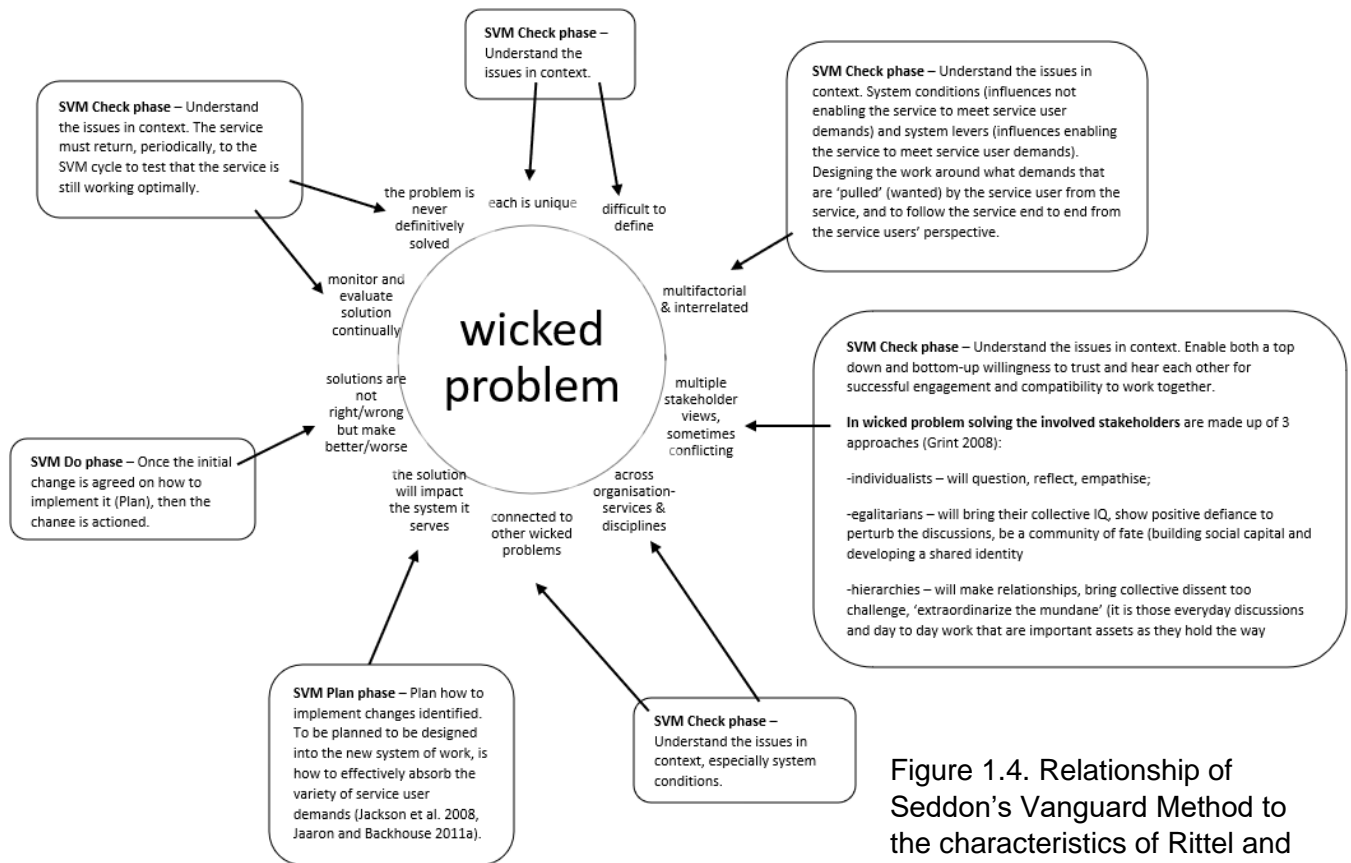 SVM Check phase –
Understand the
issues in context.
SVM Check phase – Understand
the issues in context. The service
must return, periodically, to the
SVM cycle to test that the service is
still working optimally.
SVM Check phase – Understand the issues in
context. System conditions (influences not
enabling the service to meet service user
demands) and system levers (influences enabling
the service to meet service user demands).
Designing the work around what demands that
are ‘pulled’ (wanted) by the service user from the
service, and to follow the service end to end from
the service users’ perspective.
the problem is
never
definitively
solved
each is unique
difficult to
define
monitor and
evaluate
solution
continually
multifactorial
& interrelated
wicked
problem
solutions are
not
right/wrong
but make
better/worse
multiple
stakeholder
views,
sometimes
conflicting
the solution
will impact
the system it
serves
connected to
other wicked
problems
across
organisation-
services &
disciplines
SVM Check phase – Understand the issues in context. Enable both a top
down and bottom-up willingness to trust and hear each other for
successful engagement and compatibility to work together.
In wicked problem solving the involved stakeholders are made up of 3
approaches (Grint 2008):
-individualists – will question, reflect, empathise;
-egalitarians – will bring their collective IQ, show positive defiance to
perturb the discussions, be a community of fate (building social capital and
developing a shared identity
-hierarchies – will make relationships, bring collective dissent too
challenge, ‘extraordinarize the mundane’ (it is those everyday discussions
and day to day work that are important assets as they hold the way
SVM Do phase – Once the initial
change is agreed on how to
implement it (Plan), then the
change is actioned.
SVM Plan phase – Plan how to
implement changes identified.
To be planned to be designed
into the new system of work, is
how to effectively absorb the
variety of service user
demands (Jackson et al. 2008,
Jaaron and Backhouse 2011a).
SVM Check phase –
Understand the issues in
context, especially system
conditions.
Figure 1.4. Relationship of
Seddon’s Vanguard Method to
the characteristics of Rittel and